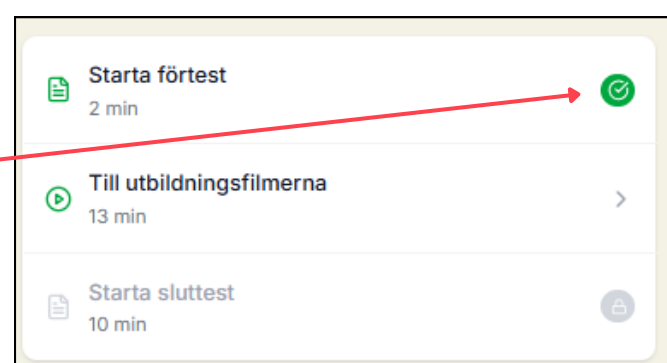 Starta förtest
2 min
Till utbildningsfilmerna
13 min
Starta sluttest
10 min